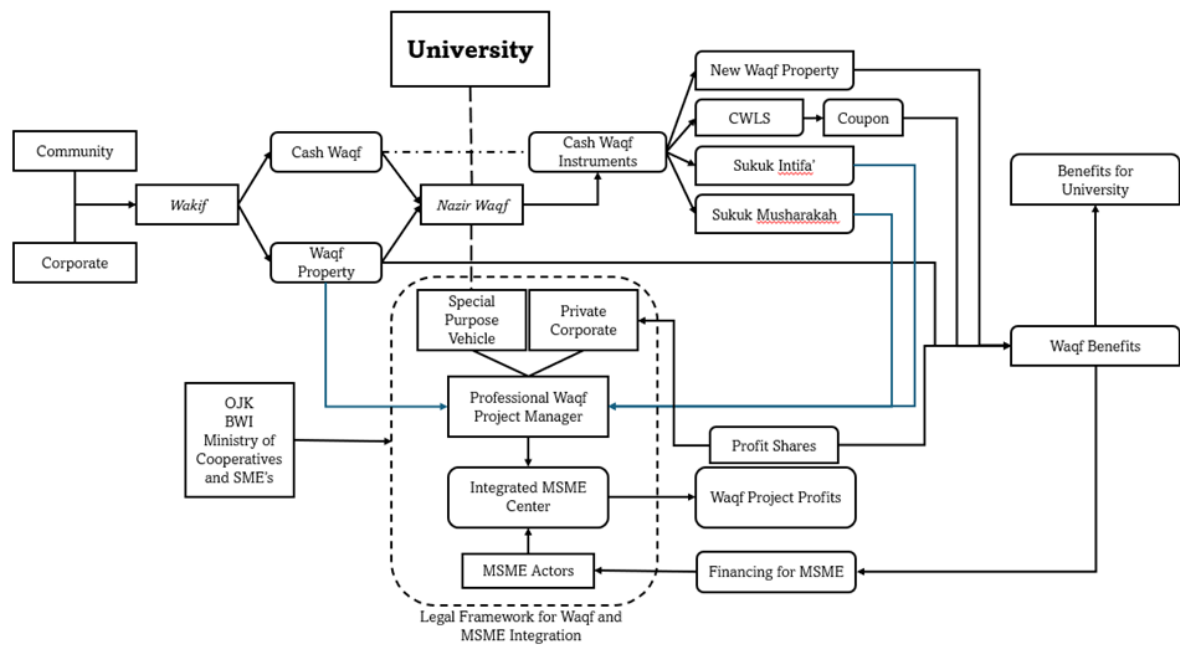 University
New Waqf Property
CWLS
Coupon
Community
Cash Waqf
Cash Waqf
Instruments
Sukuk Intifa’
Benefits for
University
Wakif
Nazir Waqf
Sukuk Musharakah
Corporate
Waqf
Property
Special
Purpose
Vehicle
Private
Corporate
Waqf Benefits
Professional Waqf
Project Manager
OJK
BWI
Ministry of
Cooperatives
and SME's
Profit Shares
Integrated MSME
Center
Waqf Project Profits
MSME Actors
Financing for MSME
Legal Framework for Waqf and
MSME Integration